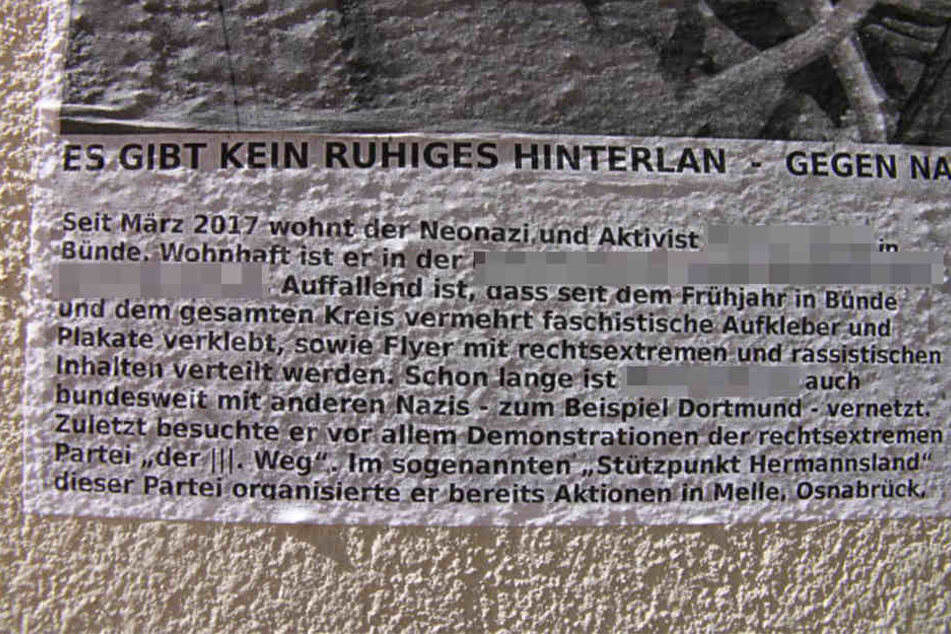 ES GIBT KEIN RUHIGES HINTERLAN - GEGEN NA
Seit März 2017 wohnt der Neonazi und Aktivist in
Bünde. Wohnhaft ist er in der
Auffallend ist, dass seit dem Frühjahr in Bünde
und dem gesamten Kreis vermehrt faschistische Aufkleber und
Plakate verklebt, sowie Flyer mit rechtsextremen und rassistischen
Inhalten verteilt werden. Schon lange ist auch
bundesweit mit anderen Nazis - zum Beispiel Dortmund - vernetzt.
Zuletzt besuchte er vor allem Demonstrationen der rechtsextremen
Partei „der |||. Weg“. Im sogenannten „Stützpunkt Hermannsland“
dieser Partei organisierte er bereits Aktionen in Melle, Osnabrück,